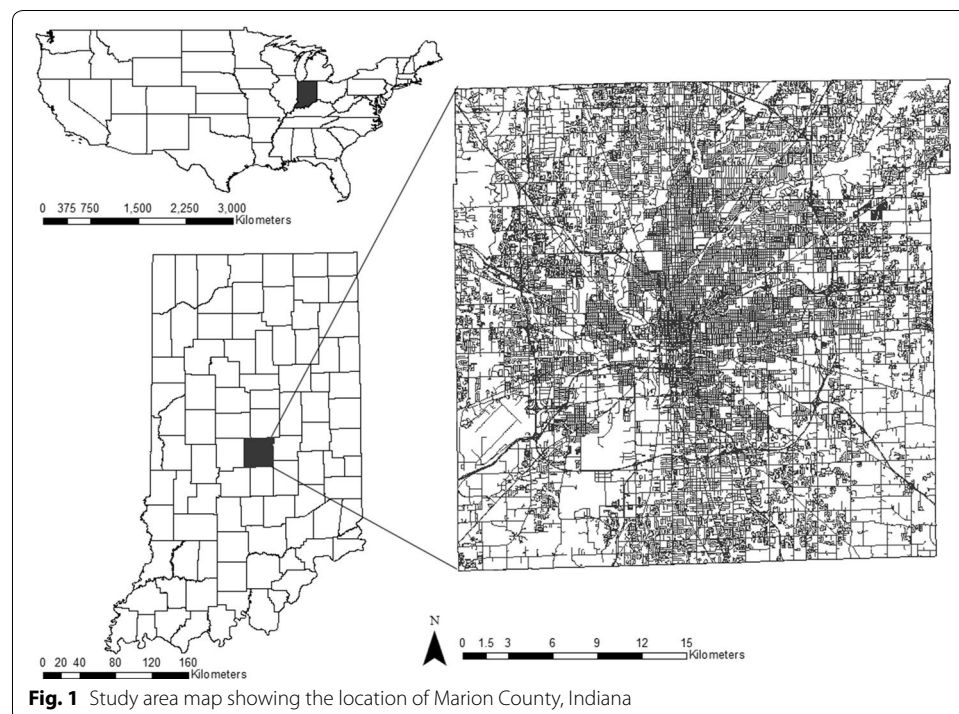 0 375 750 1,500 2,250 3,000
Kilometers
0 20 40 80 120 160
Kilometers
N
0 1.5 3 6 9 12 15
Kilometers
Fig. 1 Study area map showing the location of Marion County, Indiana